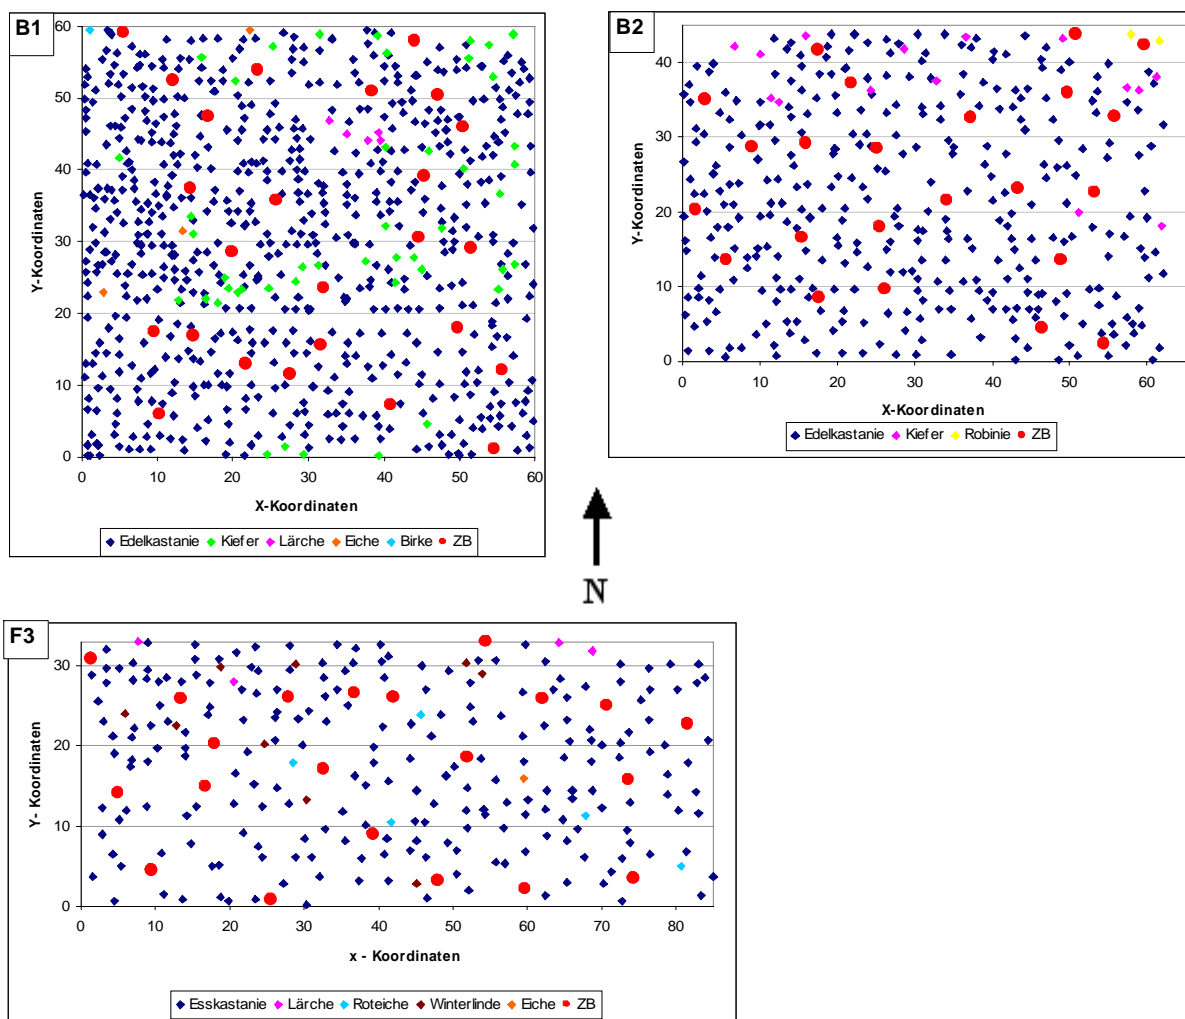 B1
Y-Koordinaten
60
50
40
30
20
10
0
0 10 20 30 40 50 60
X-Koordinaten
Edelkastanie Kiefer Lärche Eiche Birke ZB
B2
Y-Koordinaten
40
30
20
10
0
0 10 20 30 40 50 60
X-Koordinaten
Edelkastanie Kiefer Robinie ZB
N
F3
Y- Koordinaten
30
20
10
0
0 10 20 30 40 50 60 70 80
x - Koordinaten
Esskastanie Lärche Roteiche Winterlinde Eiche ZB